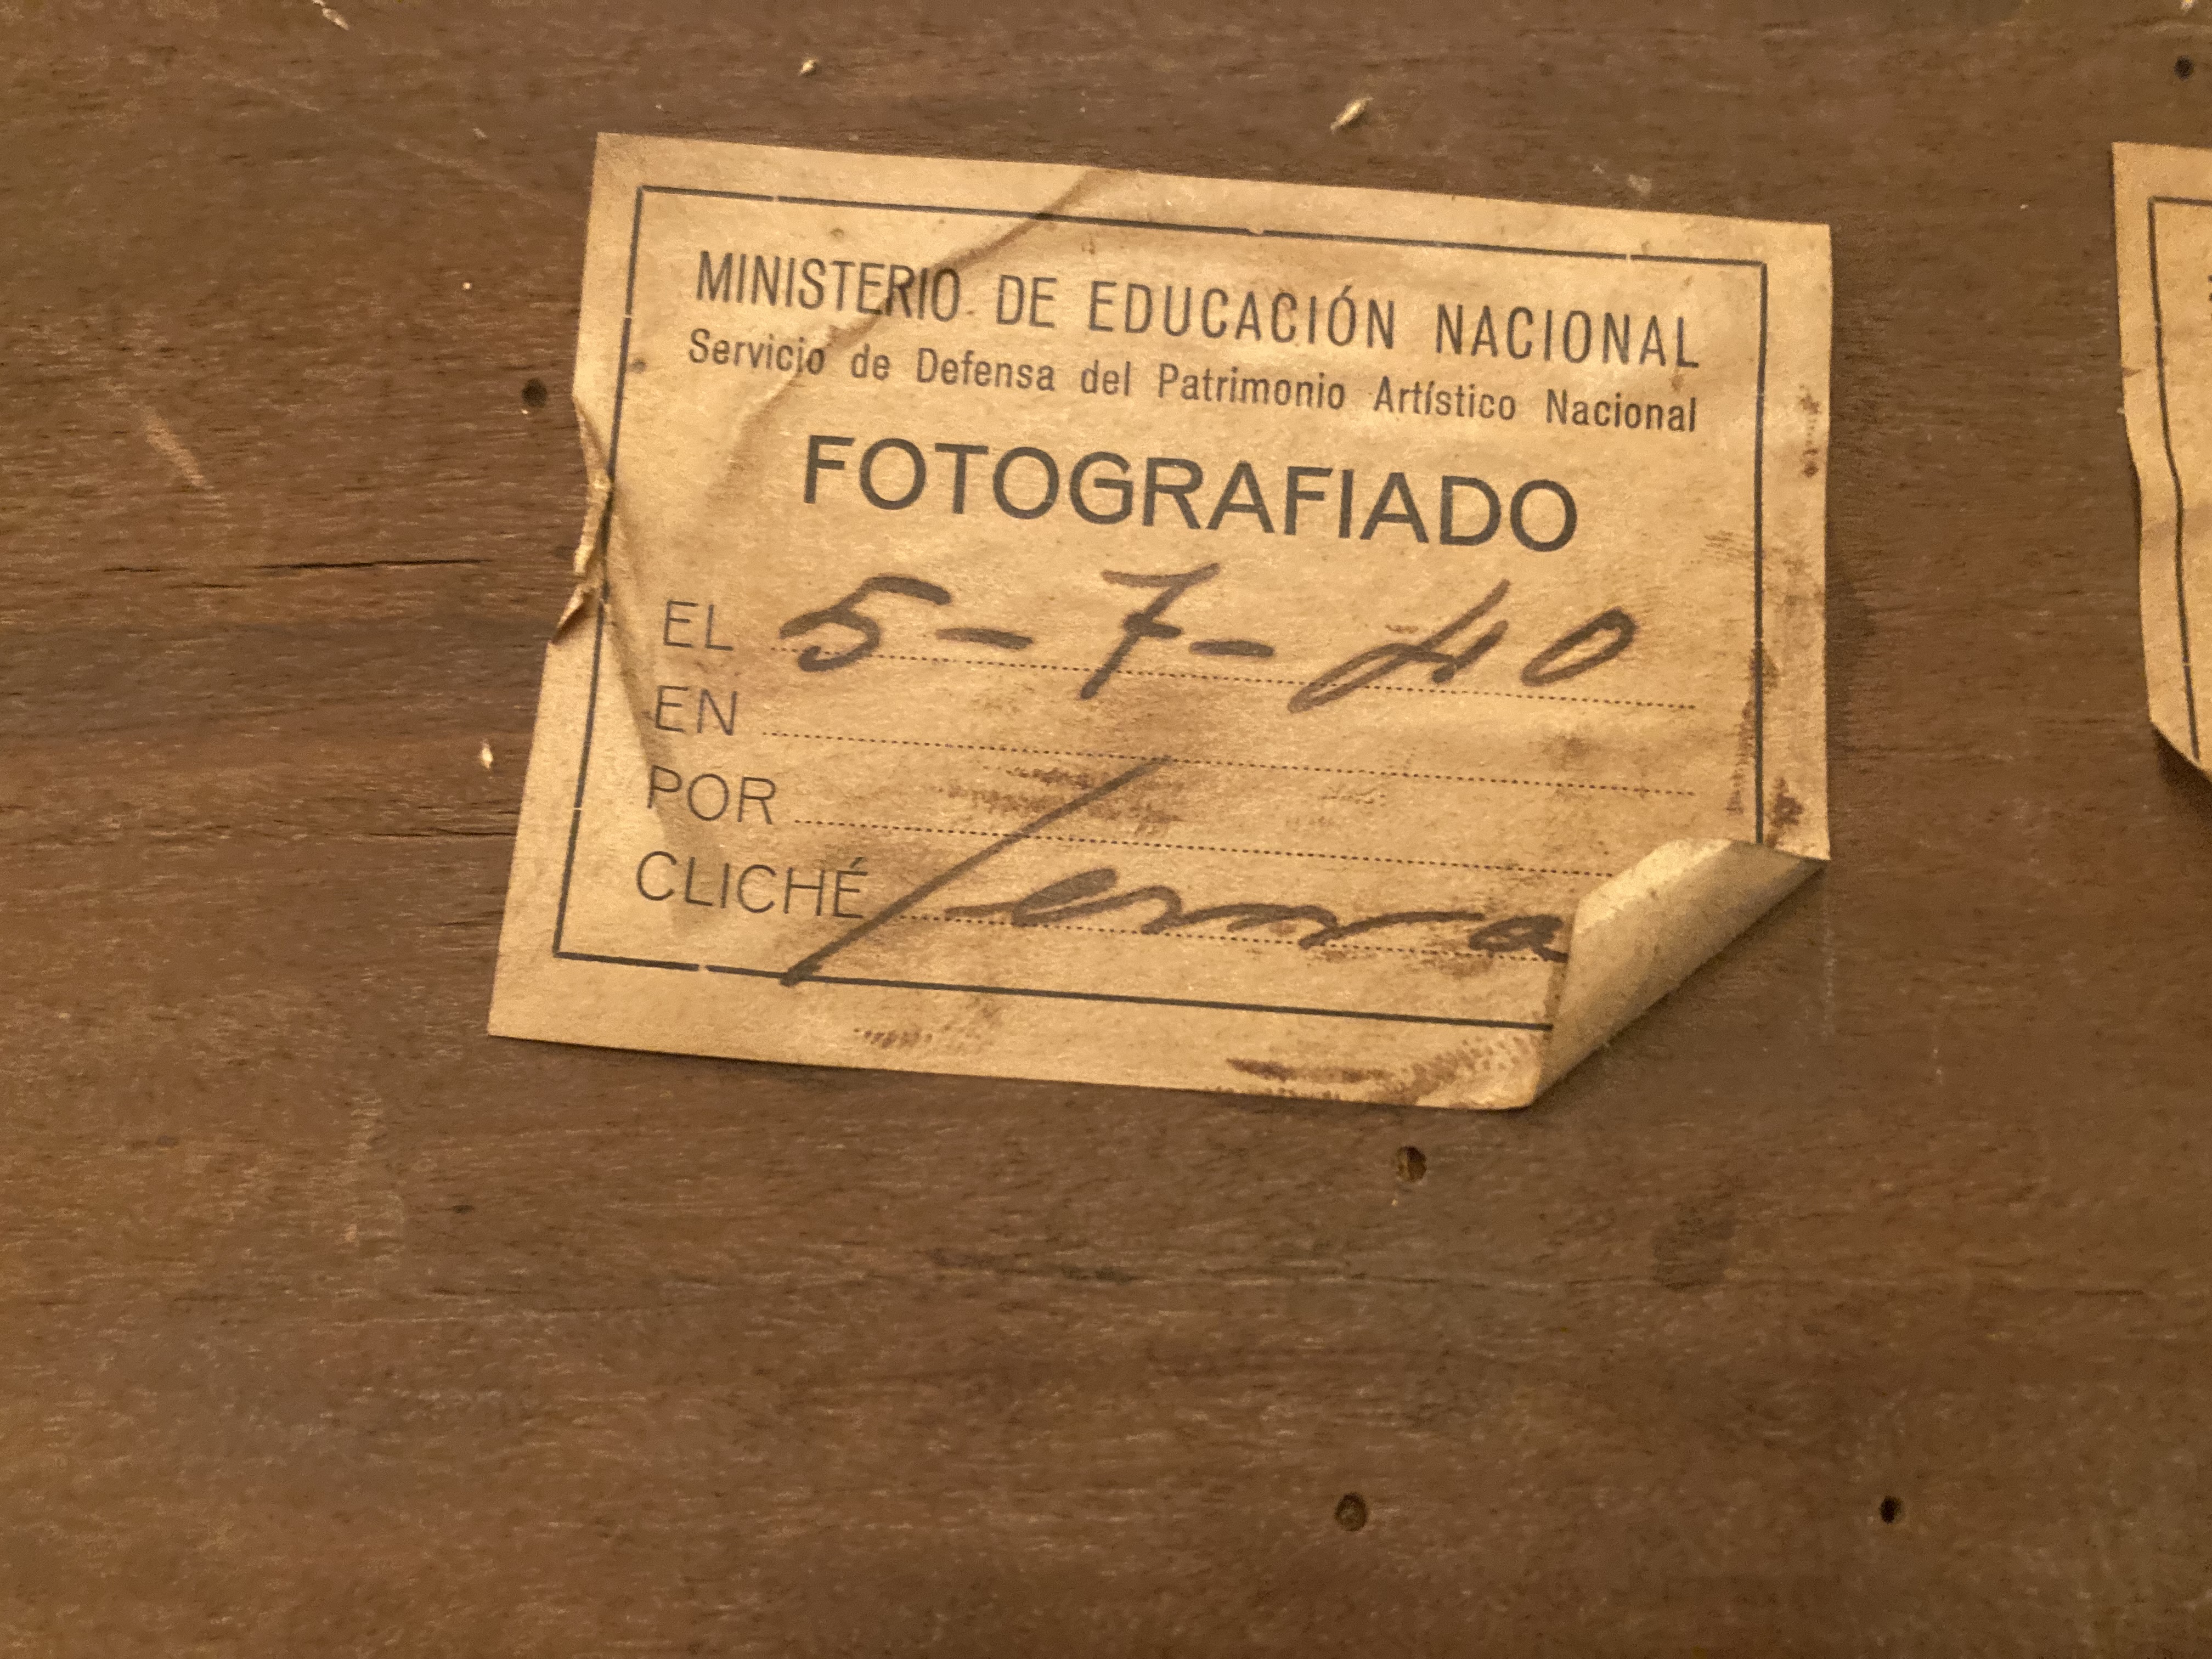 MINISTERIO DE EDUCACIÓN NACIONAL
Servicio de Defensa del Patrimonio Artístico Nacional
FOTOGRAFIADO
EL 5-7-40
EN
POR
CLICHÉ